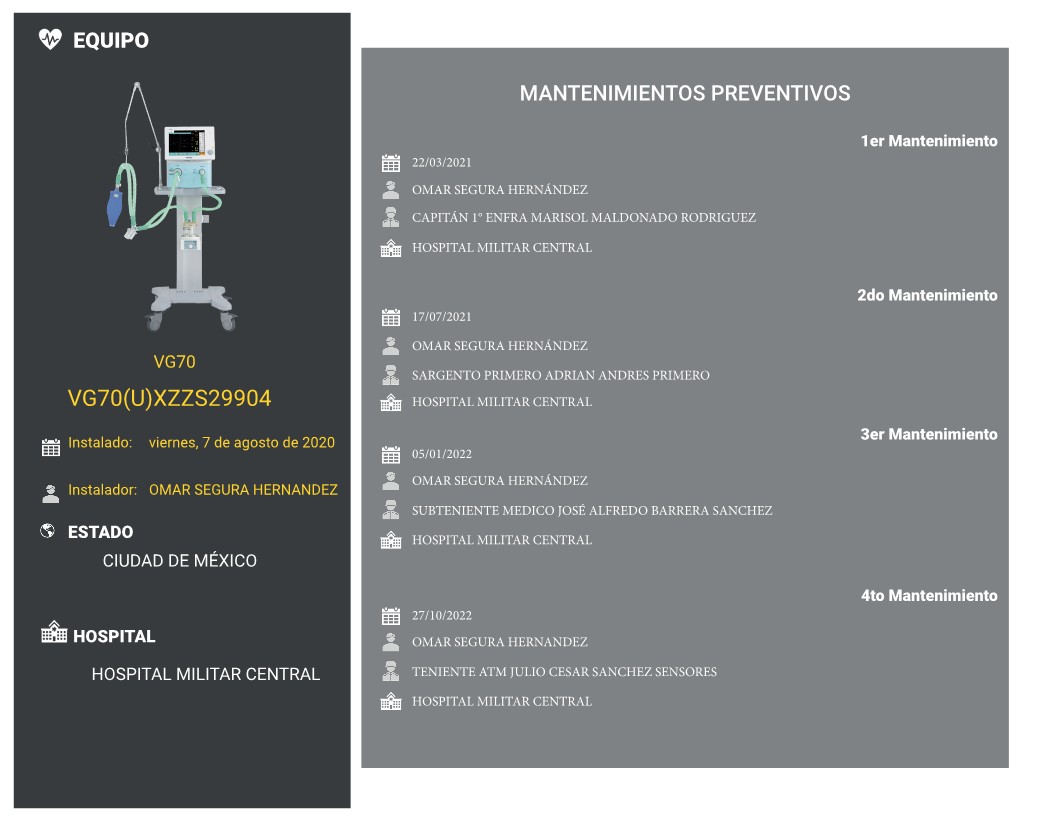 EQUIPO
VG70
VG70(U)XZZS29904
Instalado: viernes, 7 de agosto de 2020
Instalador: OMAR SEGURA HERNANDEZ
ESTADO
CIUDAD DE MÉXICO
HOSPITAL
HOSPITAL MILITAR CENTRAL
MANTENIMIENTOS PREVENTIVOS
1er Mantenimiento
22/03/2021
OMAR SEGURA HERNÁNDEZ
CAPITÁN 1° ENFRA MARISOL MALDONADO RODRIGUEZ
HOSPITAL MILITAR CENTRAL
2do Mantenimiento
17/07/2021
OMAR SEGURA HERNÁNDEZ
SARGENTO PRIMERO ADRIAN ANDRES PRIMERO
HOSPITAL MILITAR CENTRAL
3er Mantenimiento
05/01/2022
OMAR SEGURA HERNÁNDEZ
SUBTENIENTE MEDICO JOSÉ ALFREDO BARRERA SANCHEZ
HOSPITAL MILITAR CENTRAL
4to Mantenimiento
27/10/2022
OMAR SEGURA HERNANDEZ
TENIENTE ATM JULIO CESAR SANCHEZ SENSORES
HOSPITAL MILITAR CENTRAL